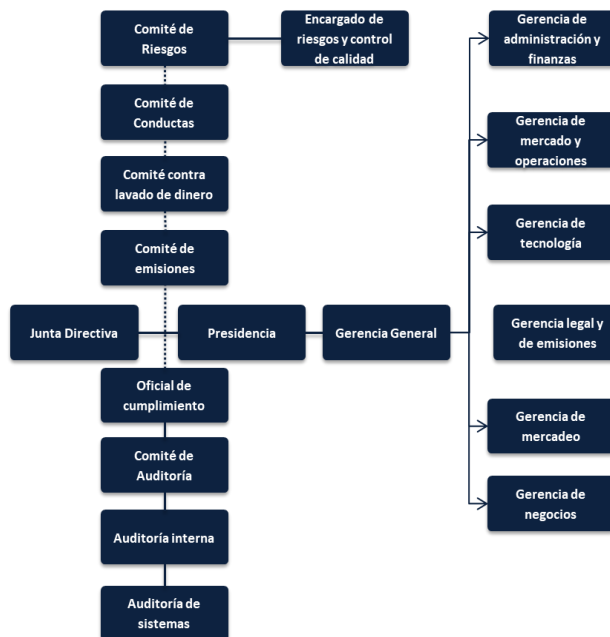 Comité de
Riesgos
Encargado de
riesgos y control
de calidad
Gerencia de
administración y
finanzas
Comité de
Conductas
Gerencia de
mercado y
operaciones
Comité contra
lavado de dinero
Comité de
emisiones
Gerencia de
tecnología
Junta Directiva
Presidencia
Gerencia General
Gerencia legal y
de emisiones
Oficial de
cumplimiento
Gerencia de
mercadeo
Comité de
Auditoría
Gerencia de
negocios
Auditoría interna
Auditoría de
sistemas